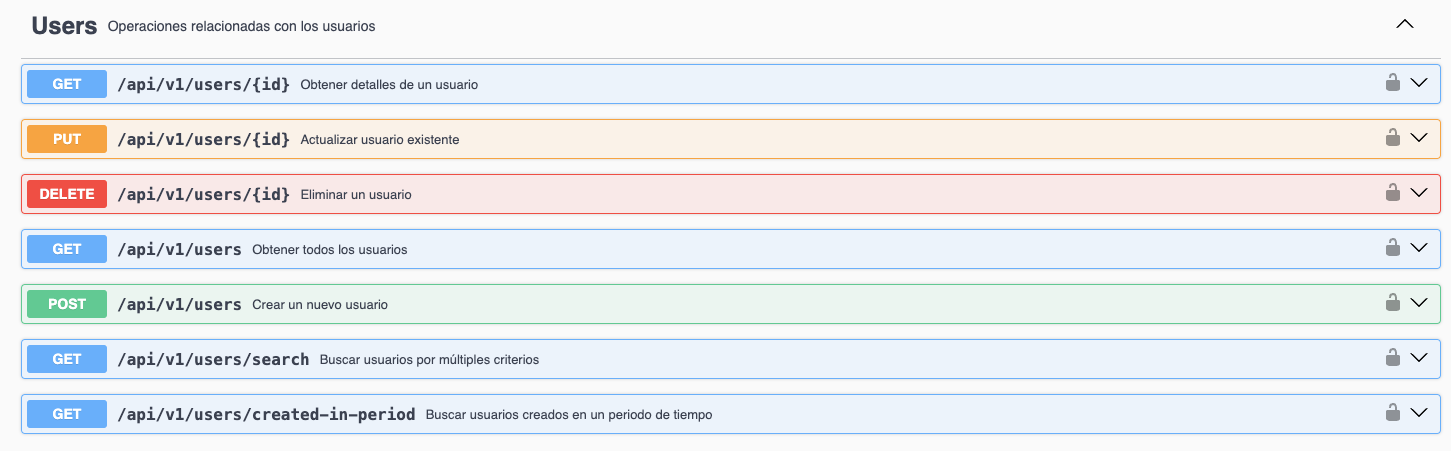 Users Operaciones relacionadas con los usuarios
GET /api/v1/users/{id} Obtener detalles de un usuario
PUT /api/v1/users/{id} Actualizar usuario existente
DELETE /api/v1/users/{id} Eliminar un usuario
GET /api/v1/users Obtener todos los usuarios
POST /api/v1/users Crear un nuevo usuario
GET /api/v1/users/search Buscar usuarios por múltiples criterios
GET /api/v1/users/created-in-period Buscar usuarios creados en un periodo de tiempo